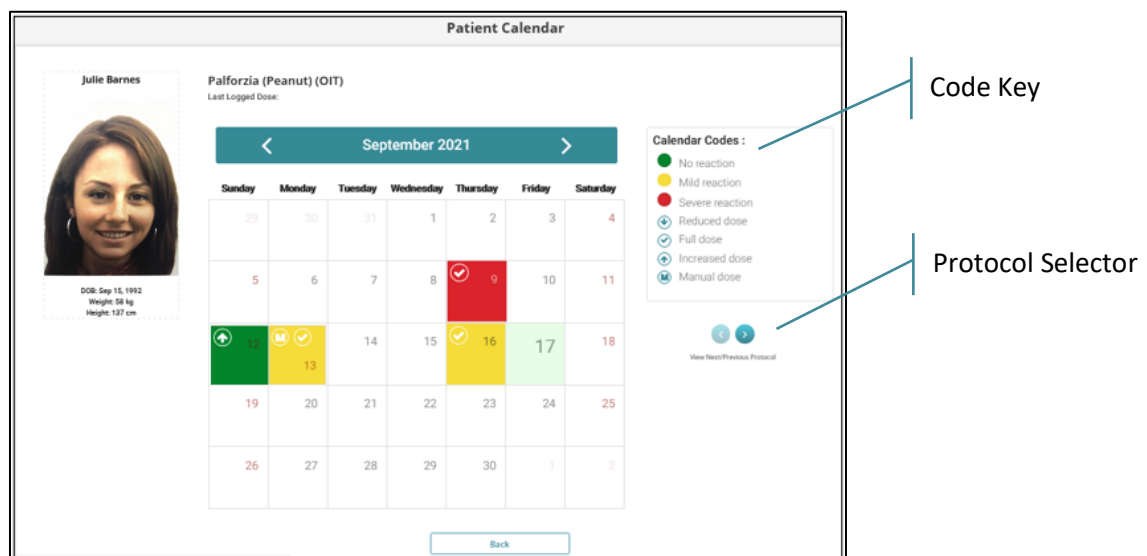 Patient Calendar
Julie Barnes
Palforzia (Peanut) (OIT)
Last Logged Dose:
DOB: Sep 15, 1992
Weight: 58 kg
Height: 137 cm
September 2021
Sunday Monday Tuesday Wednesday Thursday Friday Saturday
29 30 31 1 2 3 4
5 6 7 8 9 10 11
12 M 13 14 15 16 17 18
19 20 21 22 23 24 25
26 27 28 29 30 1 2
Back
Calendar Codes :
No reaction
Mild reaction
Severe reaction
Reduced dose
Full dose
Increased dose
M Manual dose
View Next/Previous Protocol
Code Key
Protocol Selector